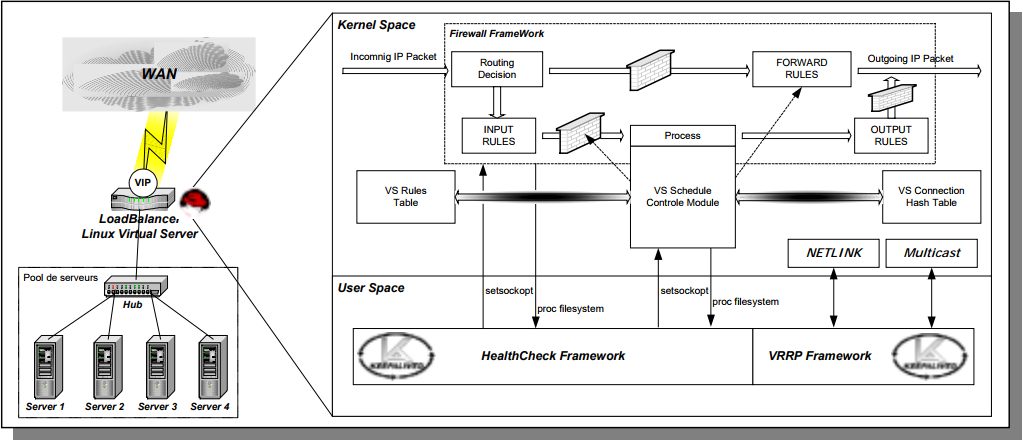 Kernel Space
Firewall FrameWork
Incomnig IP Packet
Routing
Decision
FORWARD
RULES
Outgoing IP Packet
WAN
INPUT
RULES
Process
OUTPUT
RULES
VIP
VS Rules
Table
VS Schedule
Controle Module
VS Connection
Hash Table
LoadBalancer
Linux Virtual Server
NETLINK
Multicast
Pool de serveurs
Hub
User Space
setsockopt
proc filesystem
setsockopt
proc filesystem
KEEPALIVED
HealthCheck Framework
VRRP Framework
KEEPALIVED
Server 1
Server 2
Server 3
Server 4